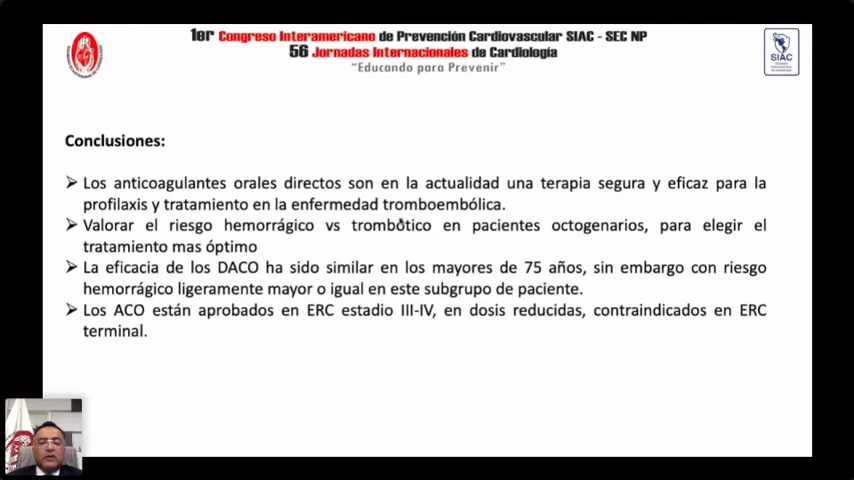 1er Congreso Interamericano de Prevención Cardiovascular SIAC - SEC NP
56 Jornadas Internacionales de Cardiología
“Educando para Prevenir”
SIAC
Conclusiones:
➢ Los anticoagulantes orales directos son en la actualidad una terapia segura y eficaz para la
profilaxis y tratamiento en la enfermedad tromboembólica.
➢ Valorar el riesgo hemorrágico vs trombótico en pacientes octogenarios, para elegir el
tratamiento mas óptimo
➢ La eficacia de los DACO ha sido similar en los mayores de 75 años, sin embargo con riesgo
hemorrágico ligeramente mayor o igual en este subgrupo de paciente.
➢ Los ACO están aprobados en ERC estadio III-IV, en dosis reducidas, contraindicados en ERC
terminal.